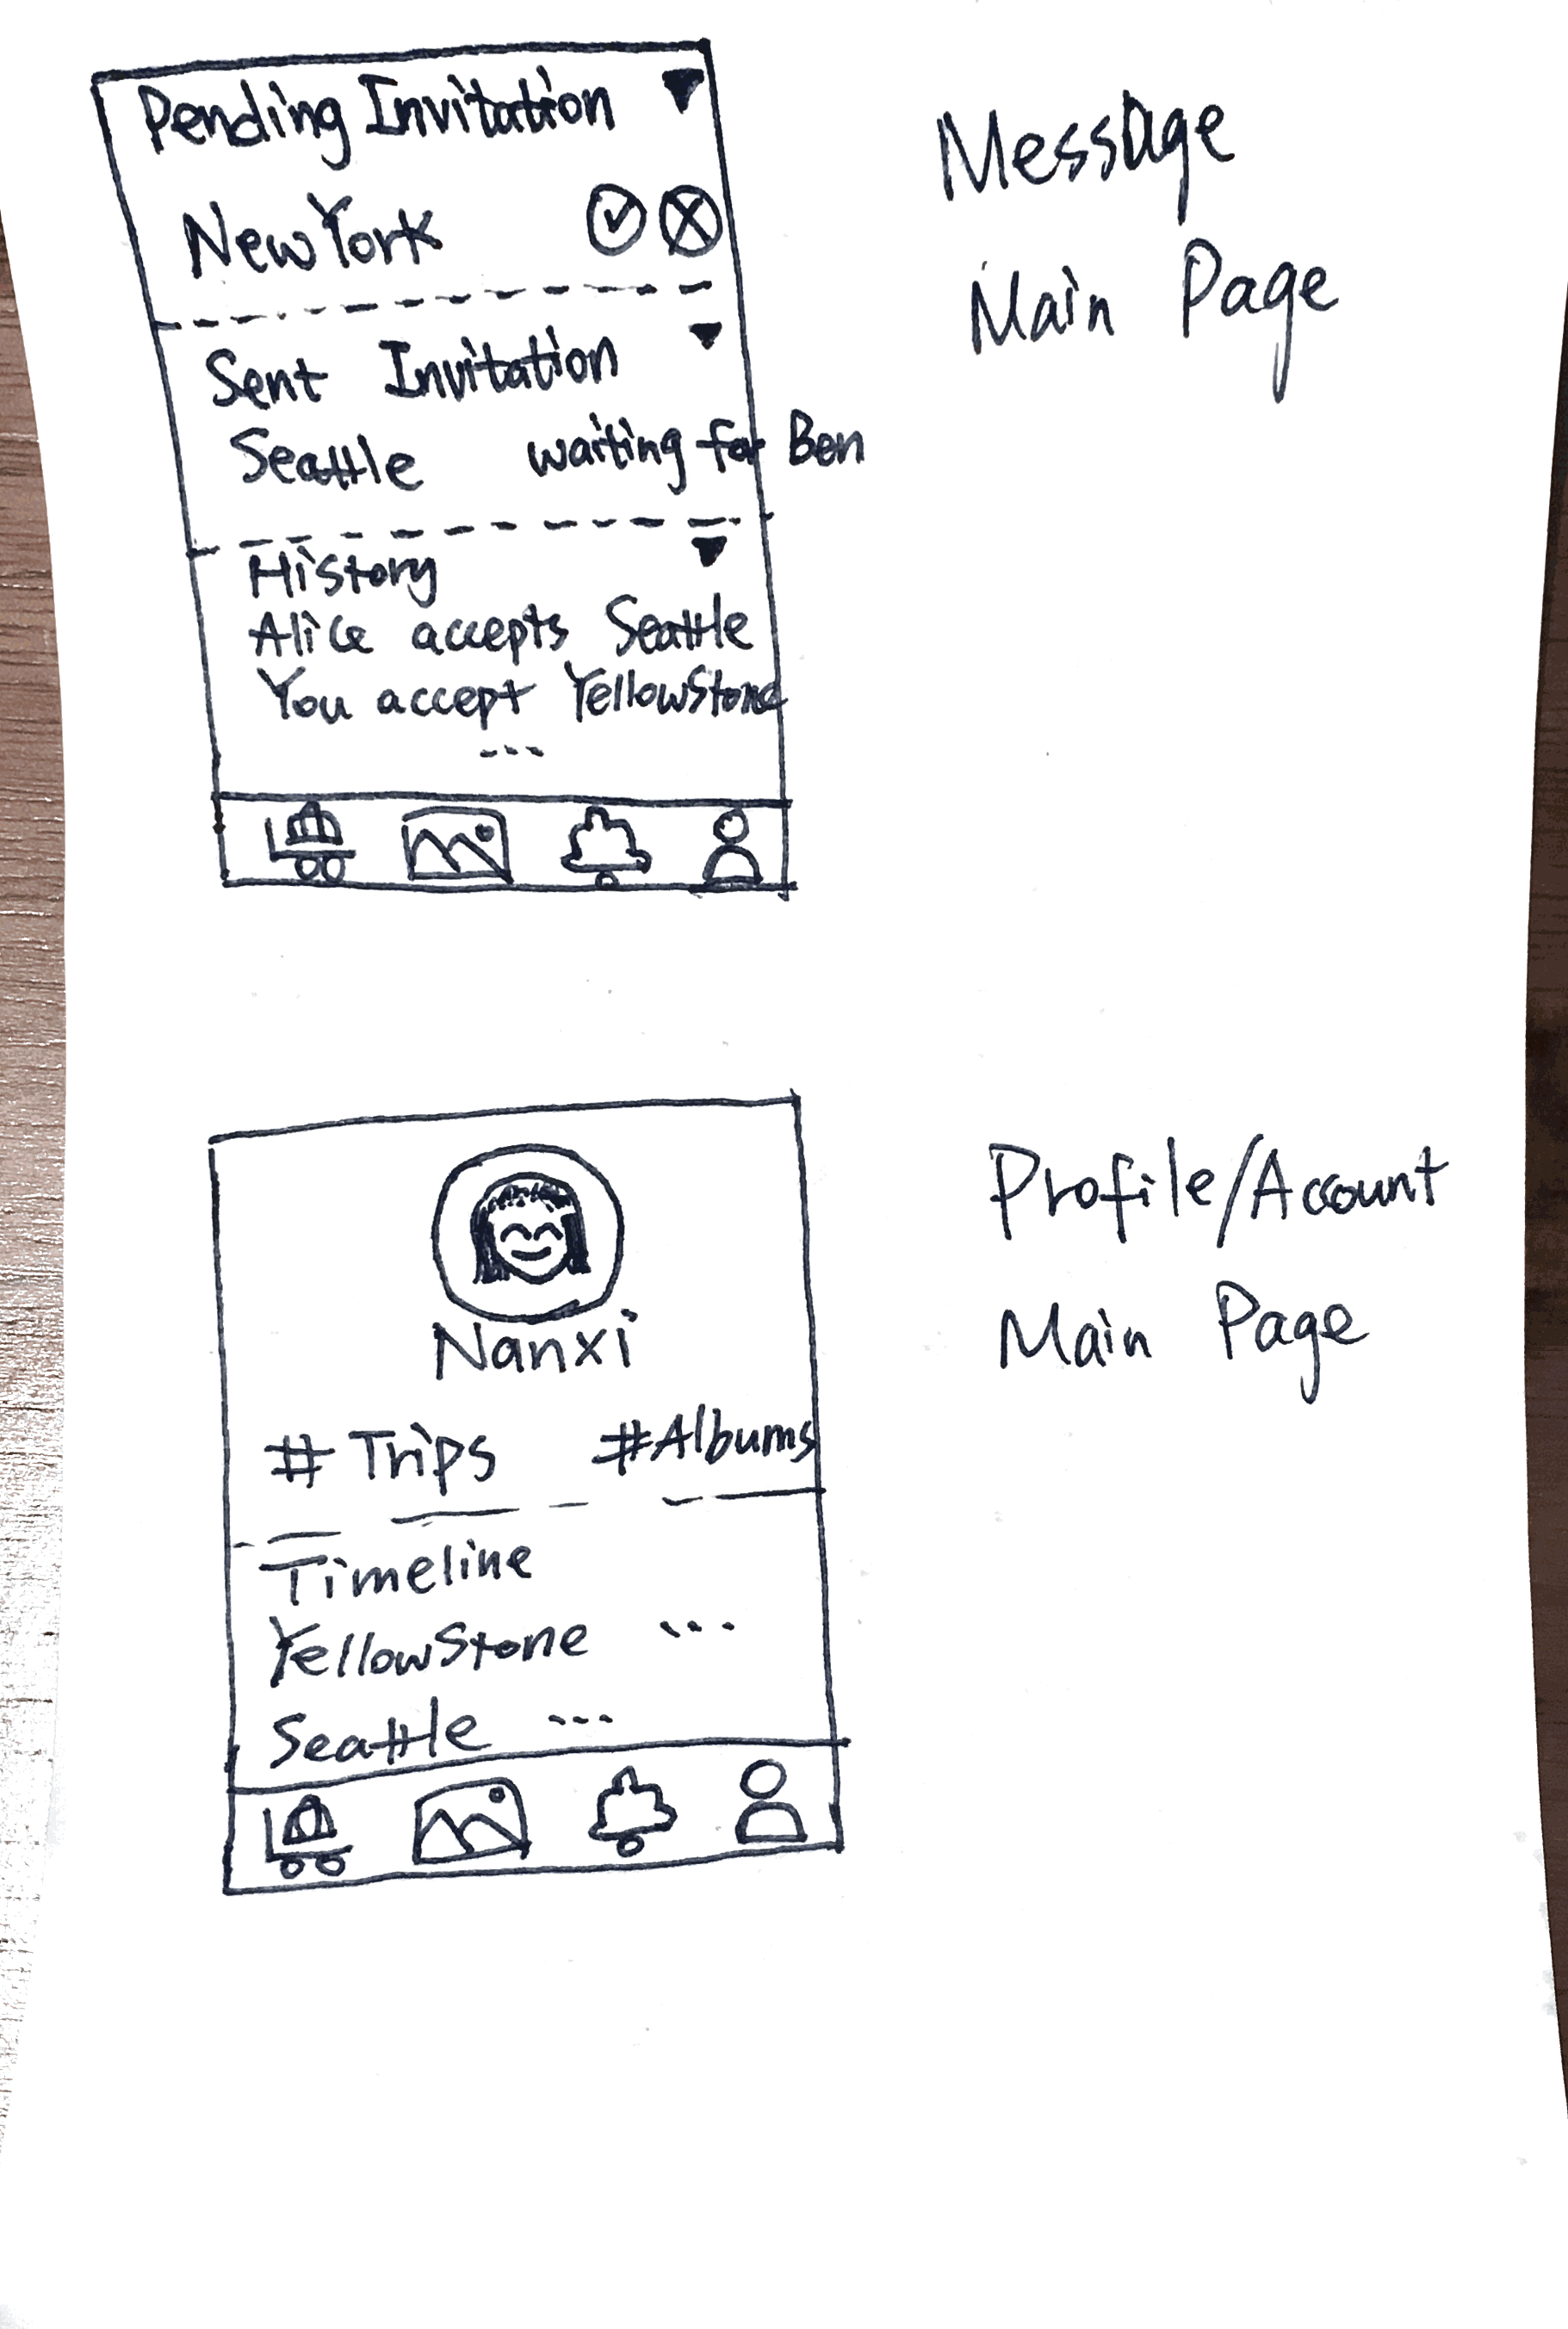 Pending Invitation
New York
Sent Invitation
Seattle waiting for Ben
History
Alice accepts Seattle
You accept YellowStone
...
Message
Main Page
Nanxi
# Trips #Albums
Timeline
YellowStone ...
Seattle ...
Profile/Account
Main Page